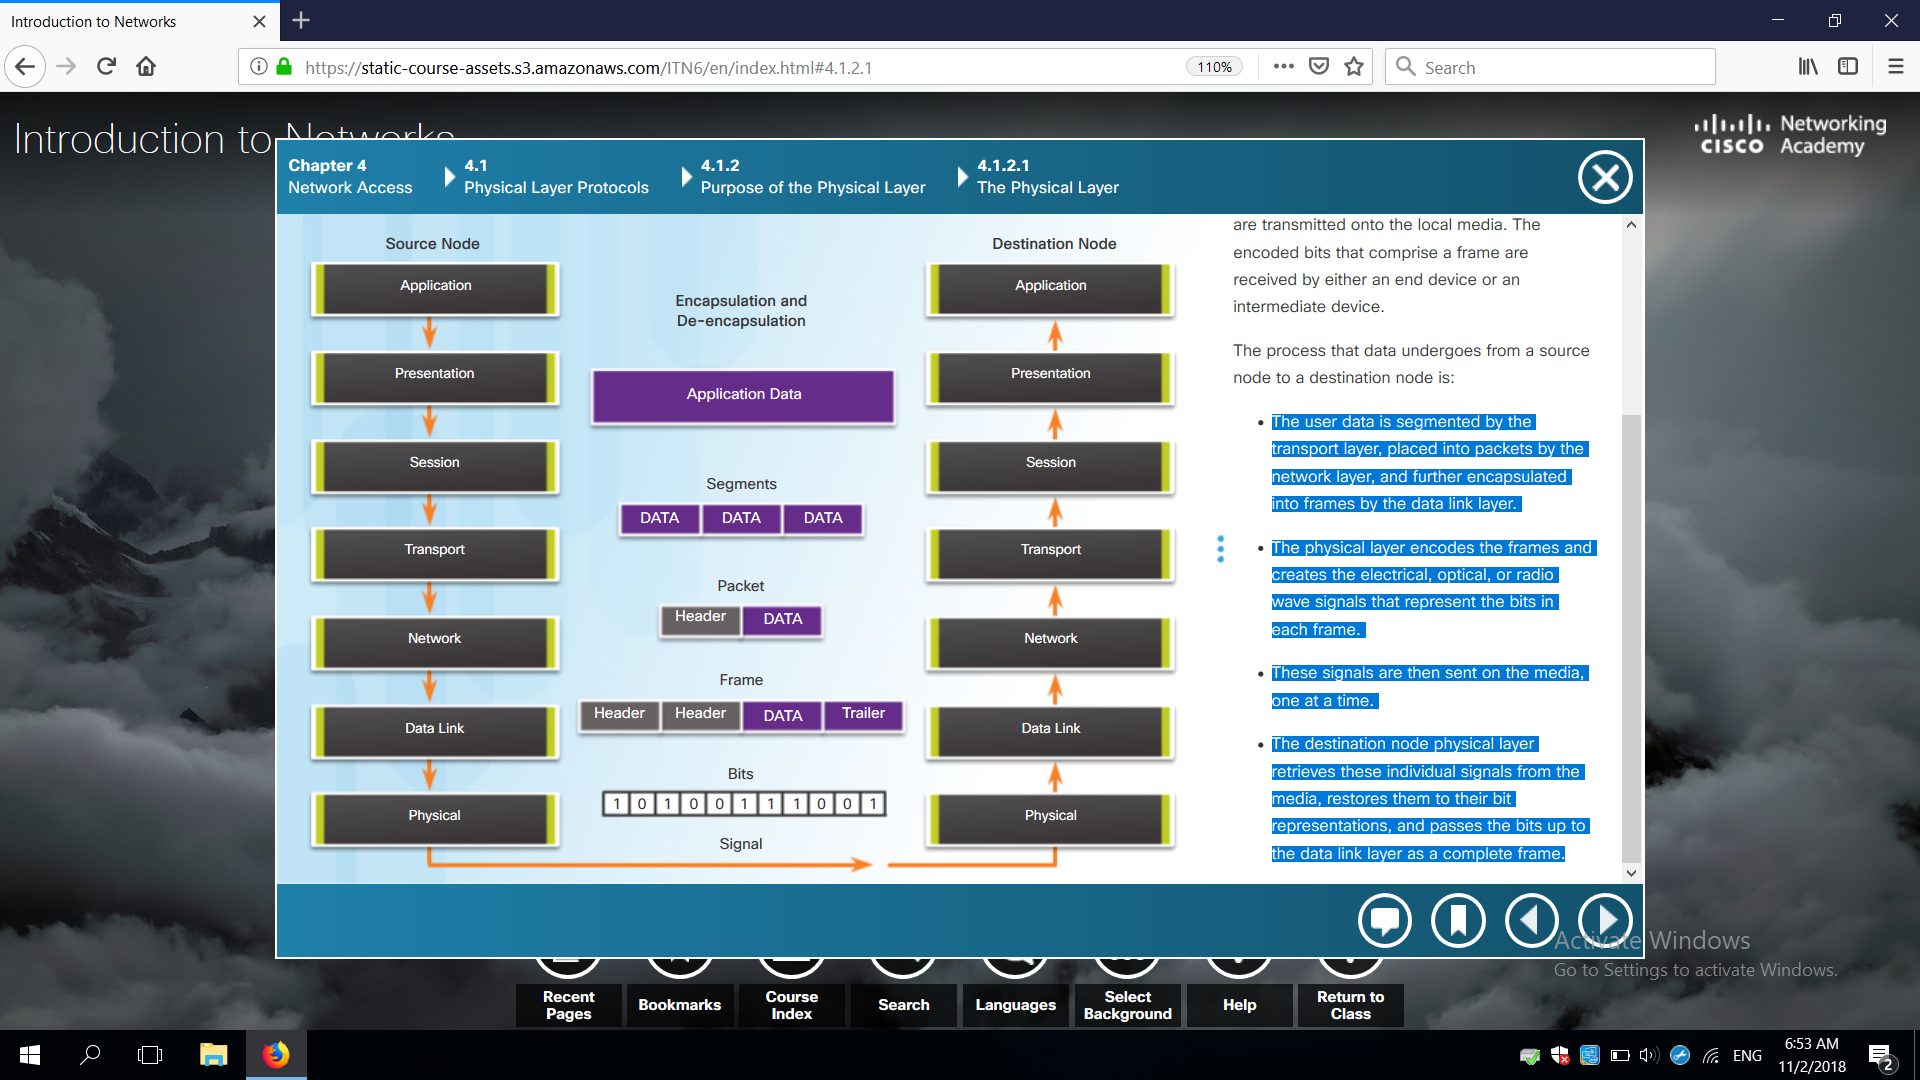 Introduction to Networks
https://static-course-assets.s3.amazonaws.com/ITN6/en/index.html#4.1.2.1
110%
Search
Introduction to Networks
Networking
CISCO Academy
Chapter 4
Network Access
4.1
Physical Layer Protocols
4.1.2
Purpose of the Physical Layer
4.1.2.1
The Physical Layer
Source Node
Application
Presentation
Session
Transport
Network
Data Link
Physical
Encapsulation and
De-encapsulation
Application Data
Segments
DATA DATA DATA
Packet
Header DATA
Frame
Header Header DATA Trailer
Bits
1 0 1 0 0 1 1 1 0 0 1
Signal
Destination Node
Application
Presentation
Session
Transport
Network
Data Link
Physical
are transmitted onto the local media. The
encoded bits that comprise a frame are
received by either an end device or an
intermediate device.
The process that data undergoes from a source
node to a destination node is:
• The user data is segmented by the
transport layer, placed into packets by the
network layer, and further encapsulated
into frames by the data link layer.
• The physical layer encodes the frames and
creates the electrical, optical, or radio
wave signals that represent the bits in
each frame.
• These signals are then sent on the media,
one at a time.
• The destination node physical layer
retrieves these individual signals from the
media, restores them to their bit
representations, and passes the bits up to
the data link layer as a complete frame.
Activate Windows
Go to Settings to activate Windows.
Recent
Pages
Bookmarks
Course
Index
Search
Languages
Select
Background
Help
Return to
Class
ENG
6:53 AM
11/2/2018
2